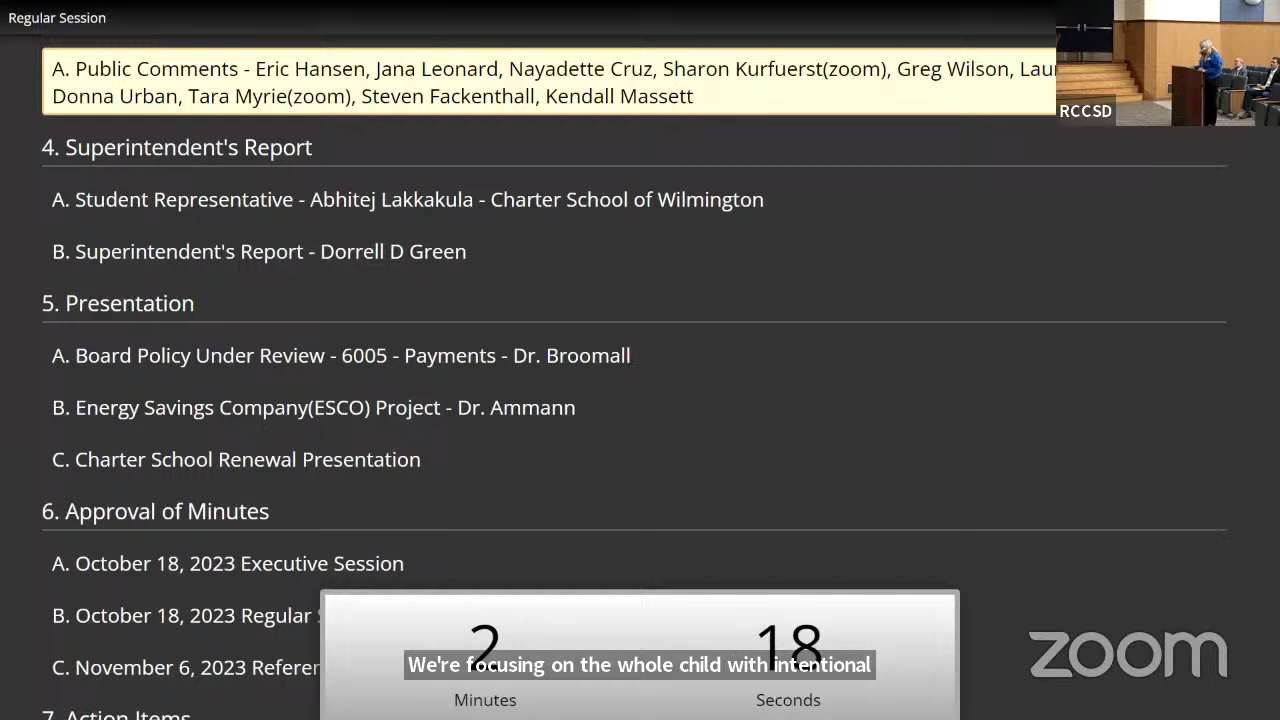 Regular Session
A. Public Comments - Eric Hansen, Jana Leonard, Nayadette Cruz, Sharon Kurfuerst(zoom), Greg Wilson,
Donna Urban, Tara Myrie(zoom), Steven Fackenthall, Kendall Massett
RCCSD
4. Superintendent's Report
A. Student Representative - Abhitej Lakkakula - Charter School of Wilmington
B. Superintendent's Report - Dorrell D Green
5. Presentation
A. Board Policy Under Review - 6005 - Payments - Dr. Broomall
B. Energy Savings Company(ESCO) Project - Dr. Ammann
C. Charter School Renewal Presentation
6. Approval of Minutes
A. October 18, 2023 Executive Session
B. October 18, 2023 Regular
C. November 6, 2023
7. Action Items
2 18
We're focusing on the whole child with intentional
Minutes Seconds
zoom